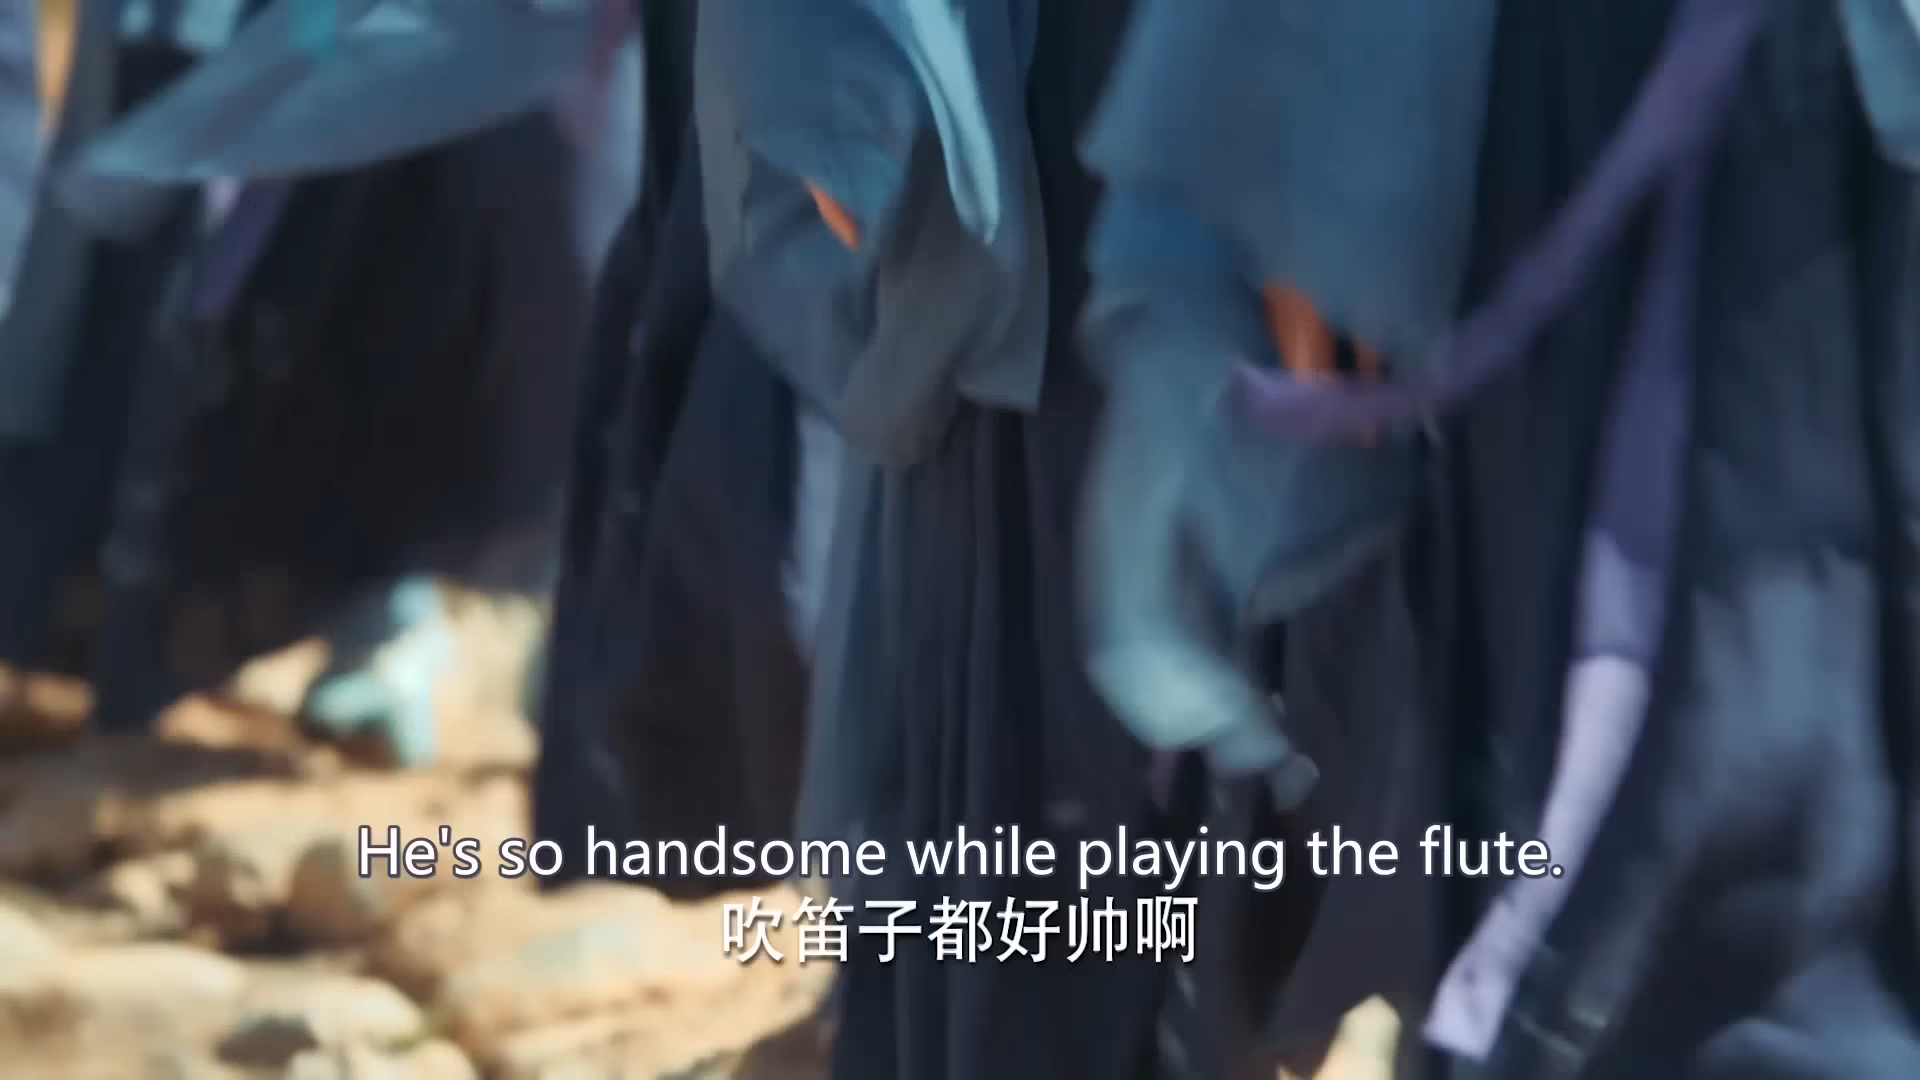 He's so handsome while playing the flute.
吹笛子都好帅啊